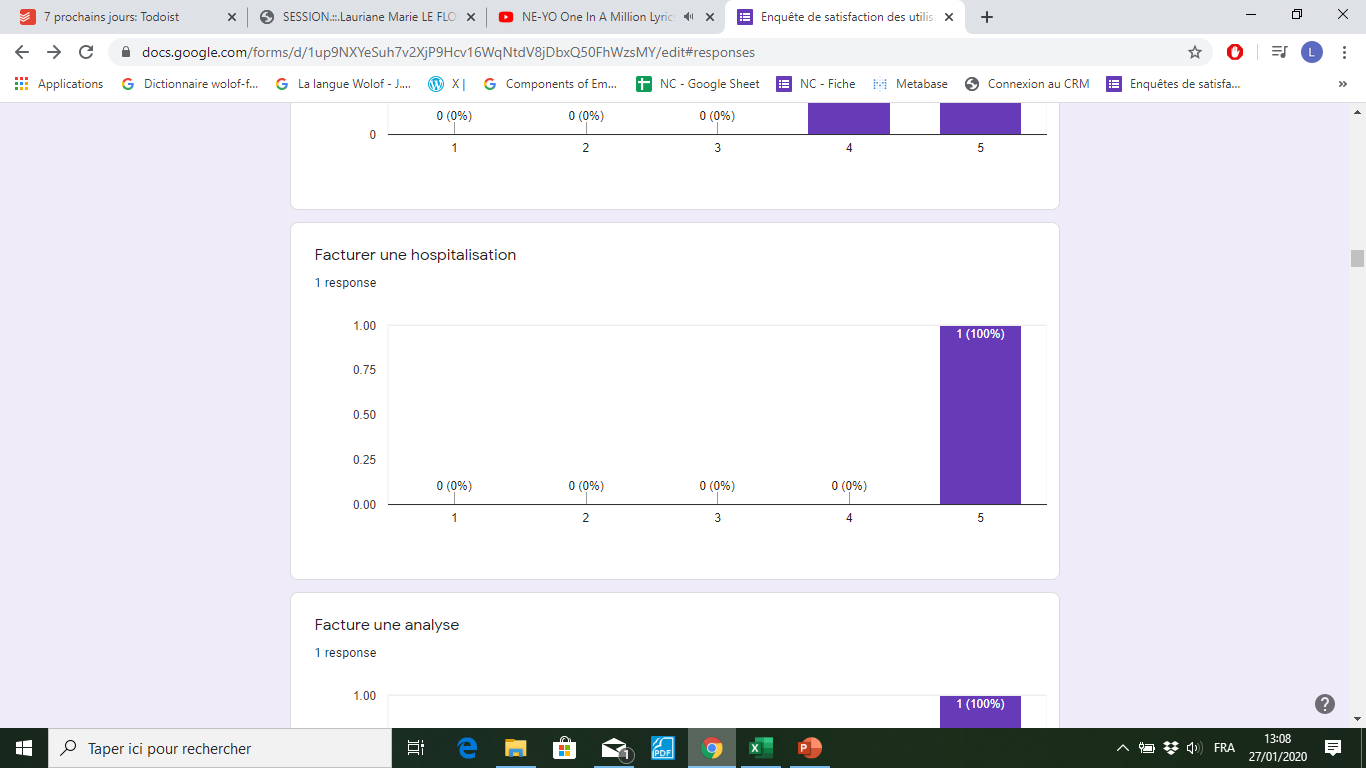 7 prochains jours: Todoist
SESSION.::.Lauriane Marie LE FLO
NE-YO One In A Million Lyric
Enquête de satisfaction des utilis
docs.google.com/forms/d/1up9NXYeSuh7v2XjP9Hcv16WqNtdV8jDbxQ50FhWzsMY/edit#responses
L
Applications
Dictionnaire wolof-f...
La langue Wolof - J....
X |
Components of Em...
NC - Google Sheet
NC - Fiche
Metabase
Connexion au CRM
Enquêtes de satisfa...
»
0 (0%) 0 (0%) 0 (0%)
0
1 2 3 4 5
Facturer une hospitalisation
1 response
1.00
1 (100%)
0.75
0.50
0.25
0 (0%) 0 (0%) 0 (0%) 0 (0%)
0.00
1 2 3 4 5
Facture une analyse
1 response
1.00
1 (100%)
?
Taper ici pour rechercher
1
PDF
FRA
13:08
27/01/2020